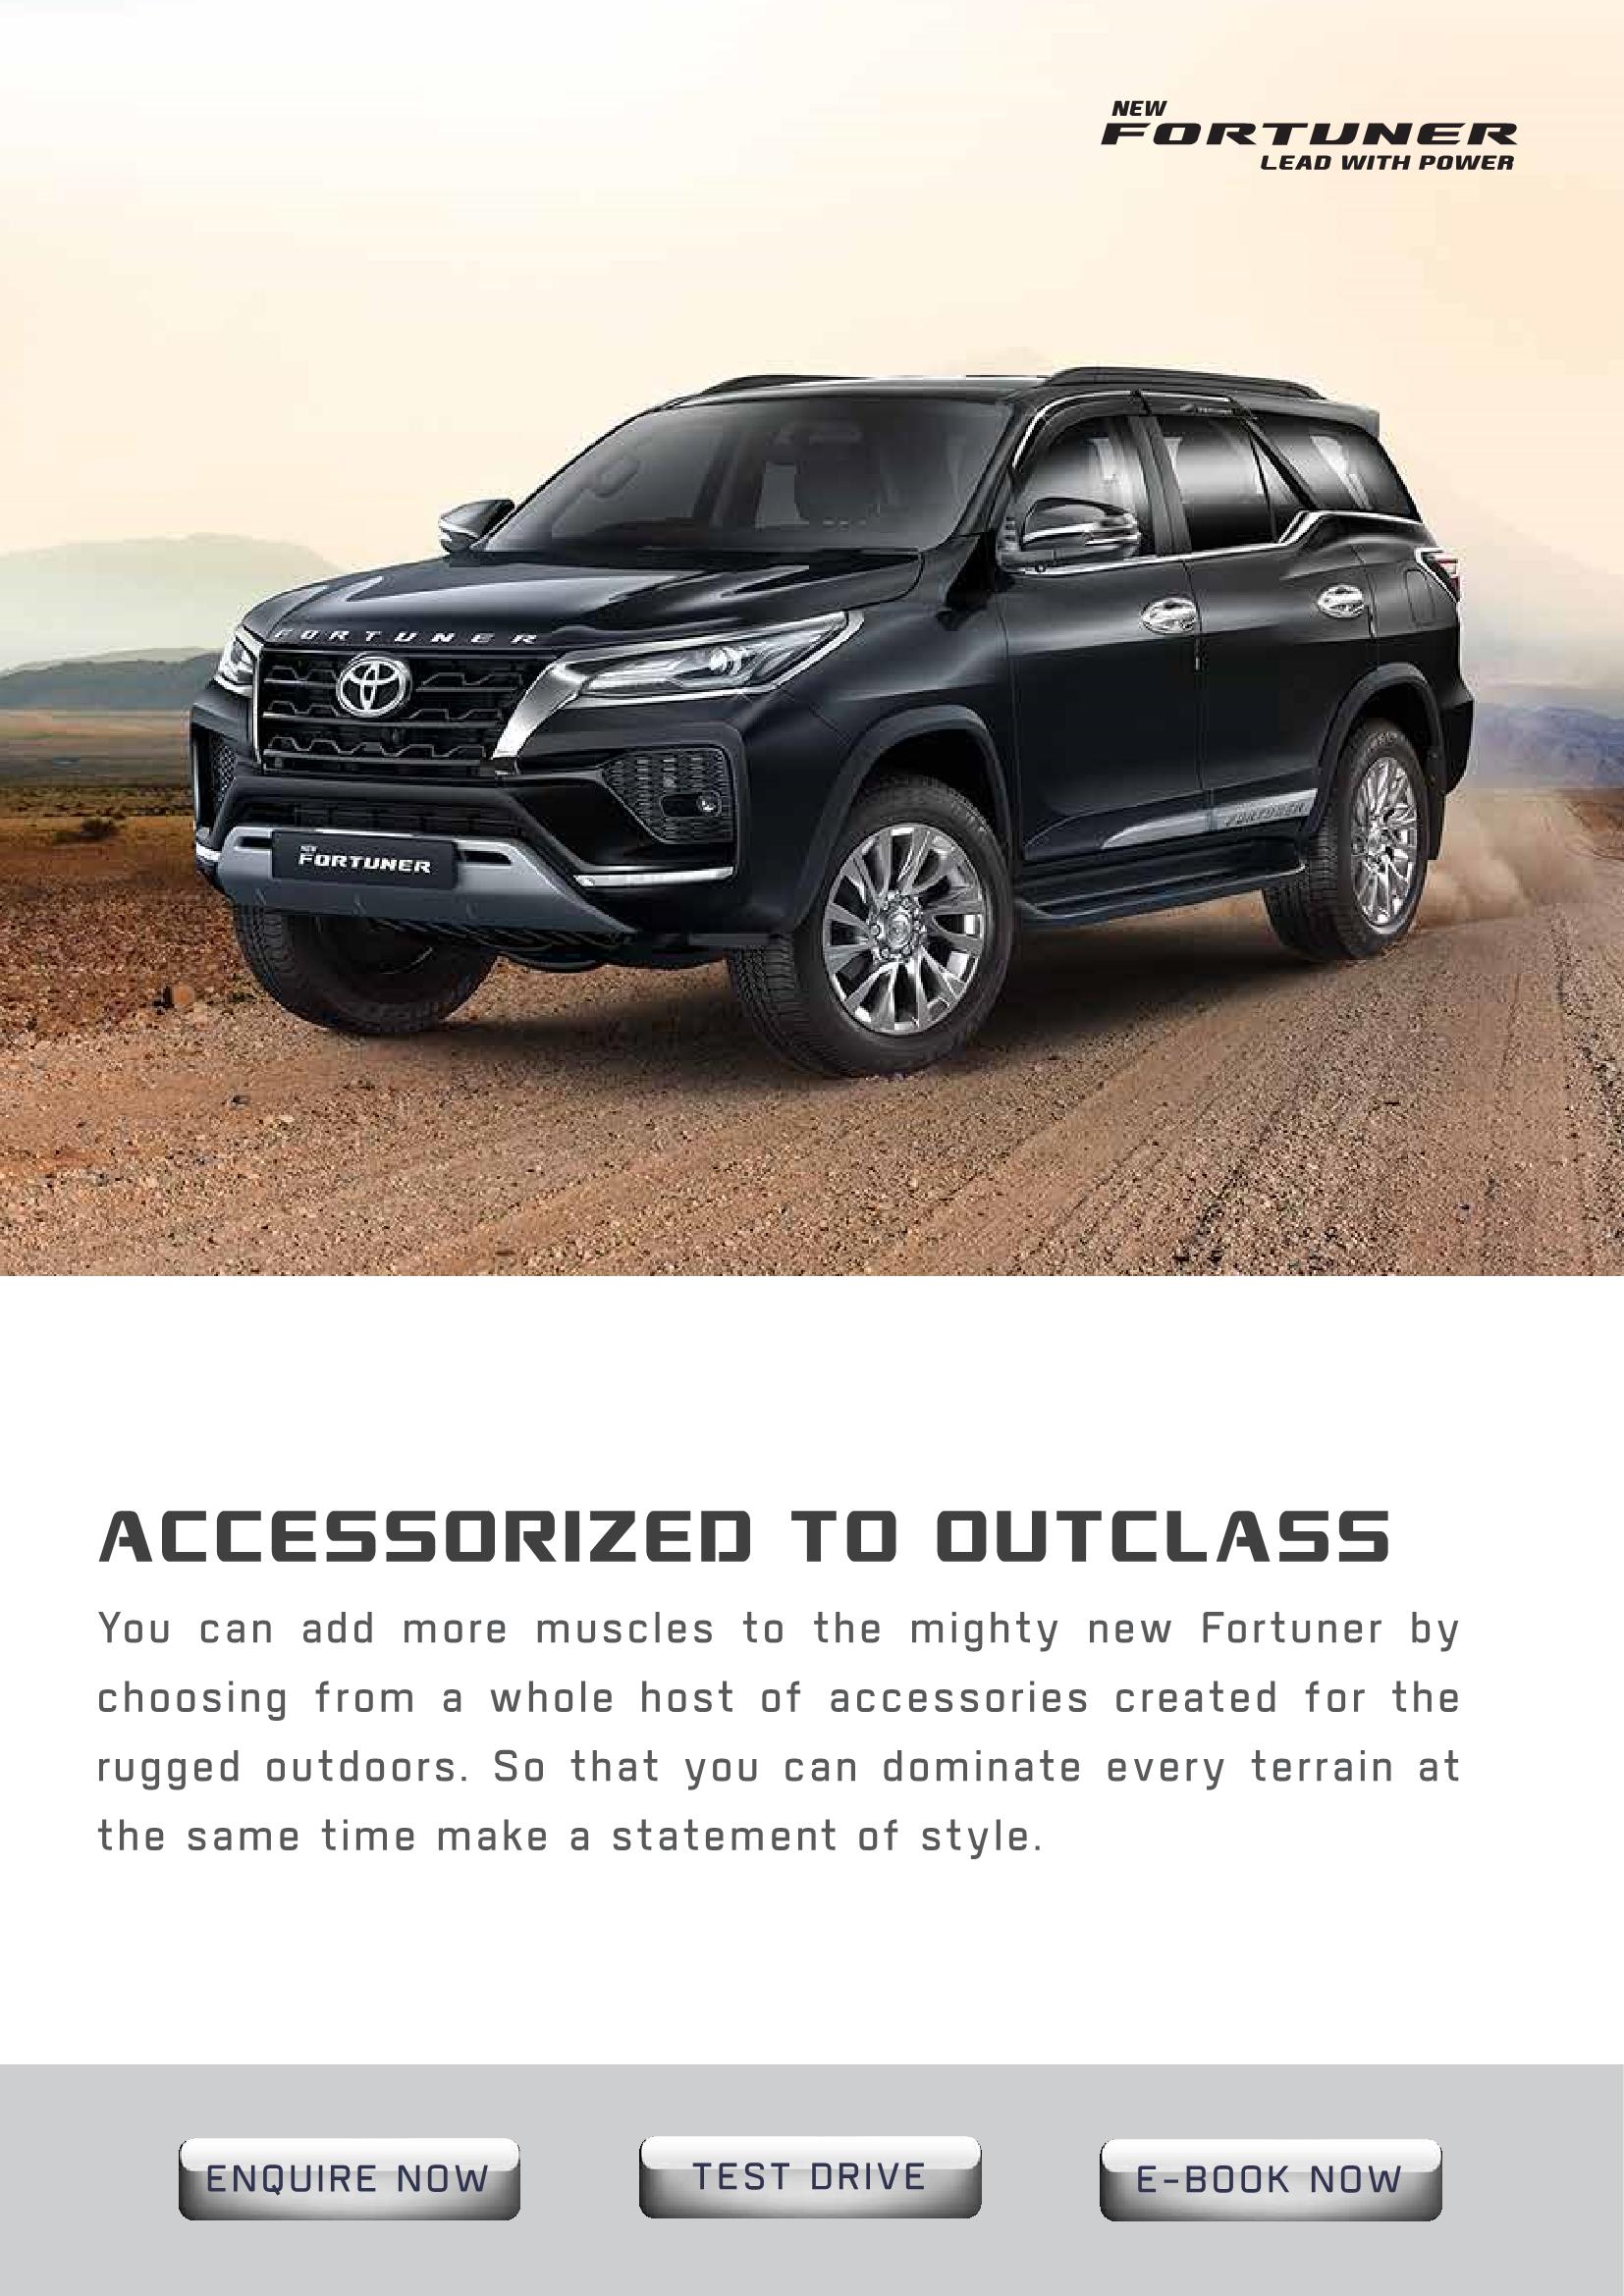 NEW
FORTUNER
LEAD WITH POWER
FORTUNER
NEW
FORTUNER
FORTUNER
ACCESSORIZED TO OUTCLASS
You can add more muscles to the mighty new Fortuner by
choosing from a whole host of accessories created for the
rugged outdoors. So that you can dominate every terrain at
the same time make a statement of style.
ENQUIRE NOW
TEST DRIVE
E-BOOK NOW